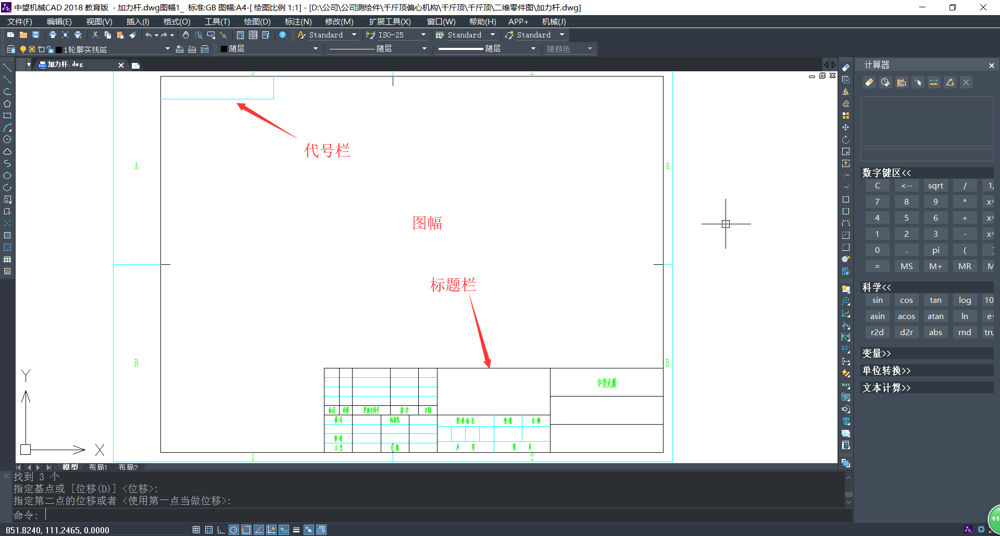 中望机械CAD 2018 教育版 - 加力杆.dwg图幅1_ 标准:GB 图幅:A4-[ 绘图比例 1:1] - [D:\公司\公司测绘件\千斤顶偏心机构\千斤顶\千斤顶\二维零件图\加力杆.dwg]
文件(F) 编辑(E) 视图(V) 插入(I) 格式(O) 工具(T) 绘图(D) 标注(N) 修改(M) 扩展工具(X) 窗口(W) 帮助(H) APP+ 机械(J)
Standard ISO-25 Standard Standard
1轮廓实线层 随层 随层 随层 随颜色
加力杆.dwg
计算器
1 2
代号栏
A A
图幅
标题栏
B B
中望龙腾
标记 处数 更改文件号 签字 日期
设计 标准化 图样标记 重量 比例
审核
工艺 日期 共 页 第 页
1 2
Y
X
数字键区<<
C <-- sqrt / 1/
7 8 9 * x^
4 5 6 + x^
1 2 3 - x^
0 . pi ( )
= MS M+ MR M
科学<<
sin cos tan log 10
asin acos atan ln e^
r2d d2r abs rnd tru
变量>>
单位转换>>
文本计算>>
模型 布局1 布局2
找到 3 个
指定基点或 [位移(D)] <位移>:
指定第二点的位移或者 <使用第一点当做位移>:
命令:
851.8240, 111.2465, 0.0000
44